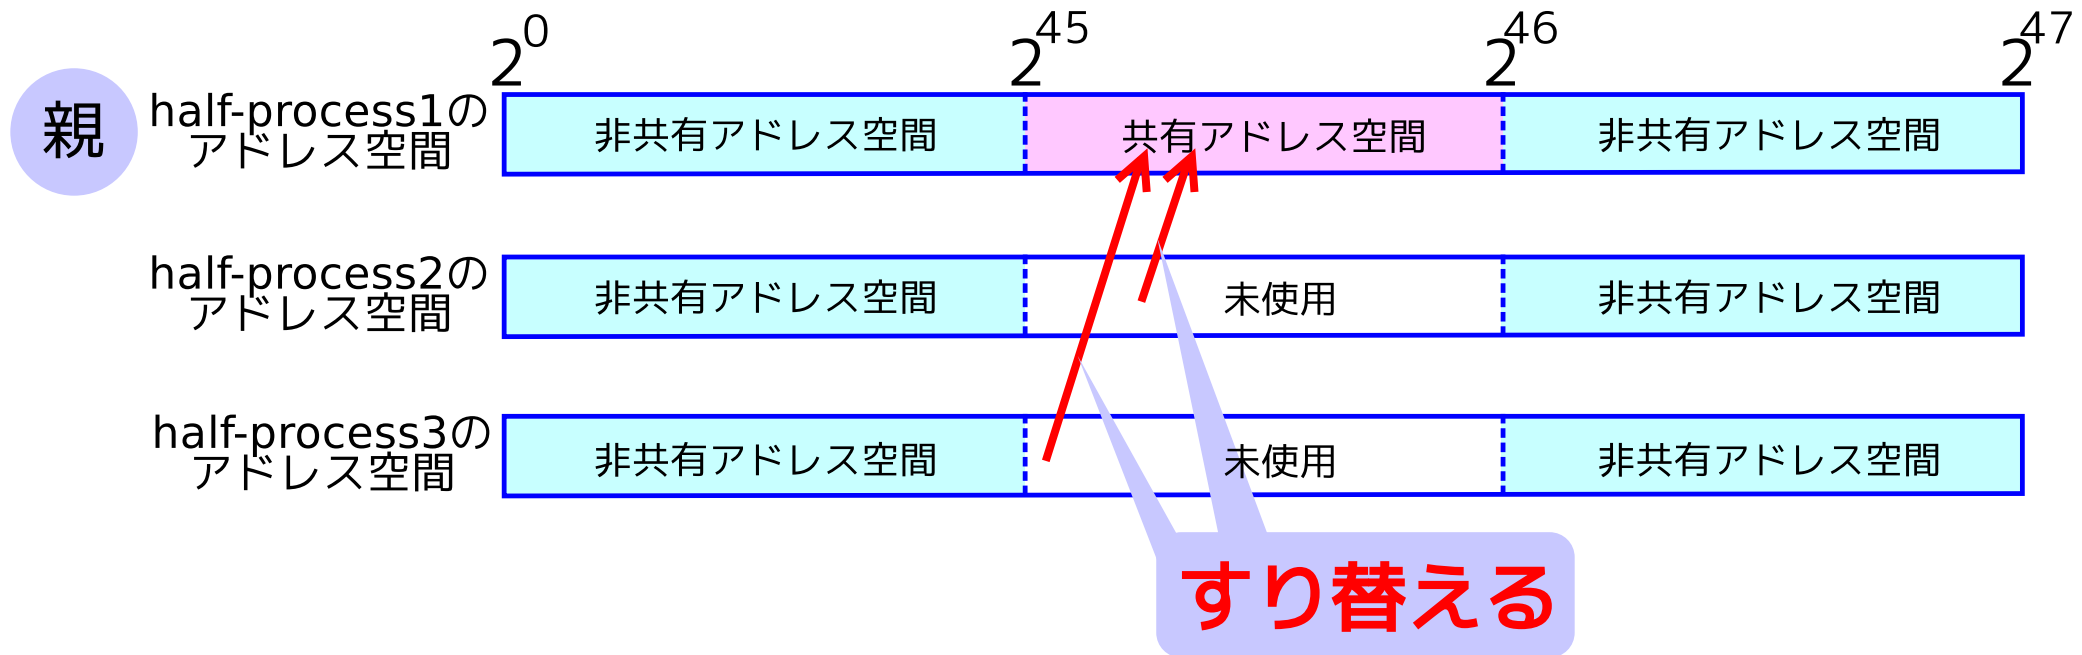 2^0 2^45 2^46 2^47
親
half-process1の
アドレス空間
非共有アドレス空間 共有アドレス空間 非共有アドレス空間
half-process2の
アドレス空間
非共有アドレス空間 未使用 非共有アドレス空間
half-process3の
アドレス空間
非共有アドレス空間 未使用 非共有アドレス空間
すり替える